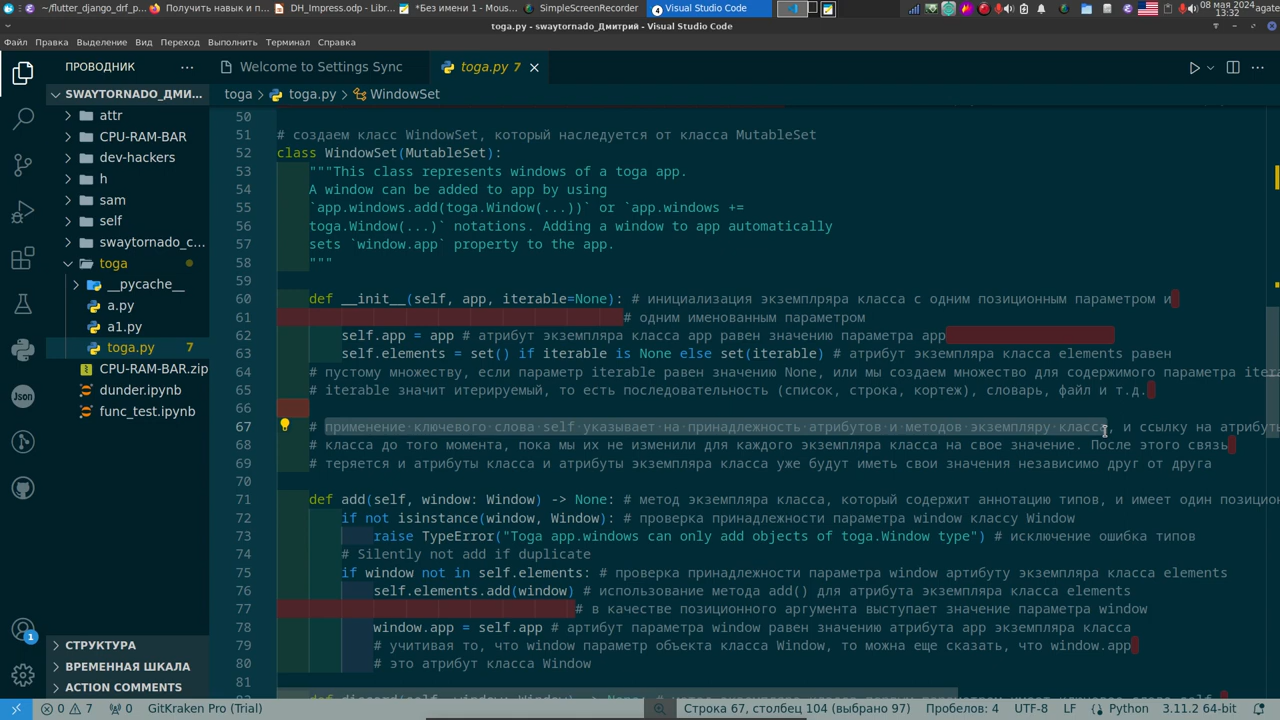 ~/flutter_django_drf_p... Получить навык и п... DH_Impress.odp - Libr... *Без имени 1 - Mous... SimpleScreenRecorder Visual Studio Code 08 мая 2024 agate
13:32
toga.py - swaytornado_Дмитрий - Visual Studio Code
Файл Правка Выделение Вид Переход Выполнить Терминал Справка
ПРОВОДНИК ··· Welcome to Settings Sync toga.py 7
SWAYTORNADO_ДМИ... toga > toga.py > WindowSet
attr
CPU-RAM-BAR
dev-hackers
h
sam
self
swaytornado_c...
toga
__pycache__
a.py
a1.py
toga.py 7
CPU-RAM-BAR.zip
dunder.ipynb
func_test.ipynb
СТРУКТУРА
ВРЕМЕННАЯ ШКАЛА
ACTION COMMENTS
50
51 # создаем класс WindowSet, который наследуется от класса MutableSet
52 class WindowSet(MutableSet):
53 """This class represents windows of a toga app.
54 A window can be added to app by using
55 `app.windows.add(toga.Window(...))` or `app.windows +=
56 toga.Window(...)` notations. Adding a window to app automatically
57 sets `window.app` property to the app.
58 """
59
60 def __init__(self, app, iterable=None): # инициализация экземпляра класса с одним позиционным параметром и
61 # одним именованным параметром
62 self.app = app # атрибут экземпляра класса app равен значению параметра app
63 self.elements = set() if iterable is None else set(iterable) # атрибут экземпляра класса elements равен
64 # пустому множеству, если параметр iterable равен значению None, или мы создаем множество для содержимого параметра itera
65 # iterable значит итерируемый, то есть последовательность (список, строка, кортеж), словарь, файл и т.д.
66
67 # применение ключевого слова self указывает на принадлежность атрибутов и методов экземпляру класса, и ссылку на атрибуты
68 # класса до того момента, пока мы их не изменили для каждого экземпляра класса на свое значение. После этого связь
69 # теряется и атрибуты класса и атрибуты экземпляра класса уже будут иметь свои значения независимо друг от друга
70
71 def add(self, window: Window) -> None: # метод экземпляра класса, который содержит аннотацию типов, и имеет один позицион
72 if not isinstance(window, Window): # проверка принадлежности параметра window классу Window
73 raise TypeError("Toga app.windows can only add objects of toga.Window type") # исключение ошибка типов
74 # Silently not add if duplicate
75 if window not in self.elements: # проверка принадлежности параметра window артибуту экземпляра класса elements
76 self.elements.add(window) # использование метода add() для атрибута экземпляра класса elements
77 # в качестве позиционного аргумента выступает значение параметра window
78 window.app = self.app # артибут параметра window равен значению атрибута app экземпляра класса
79 # учитивая то, что window параметр объекта класса Window, то можна еще сказать, что window.app
80 # это атрибут класса Window
81
0 7 0 GitKraken Pro (Trial) Строка 67, столбец 104 (выбрано 97) Пробелов: 4 UTF-8 LF Python 3.11.2 64-bit